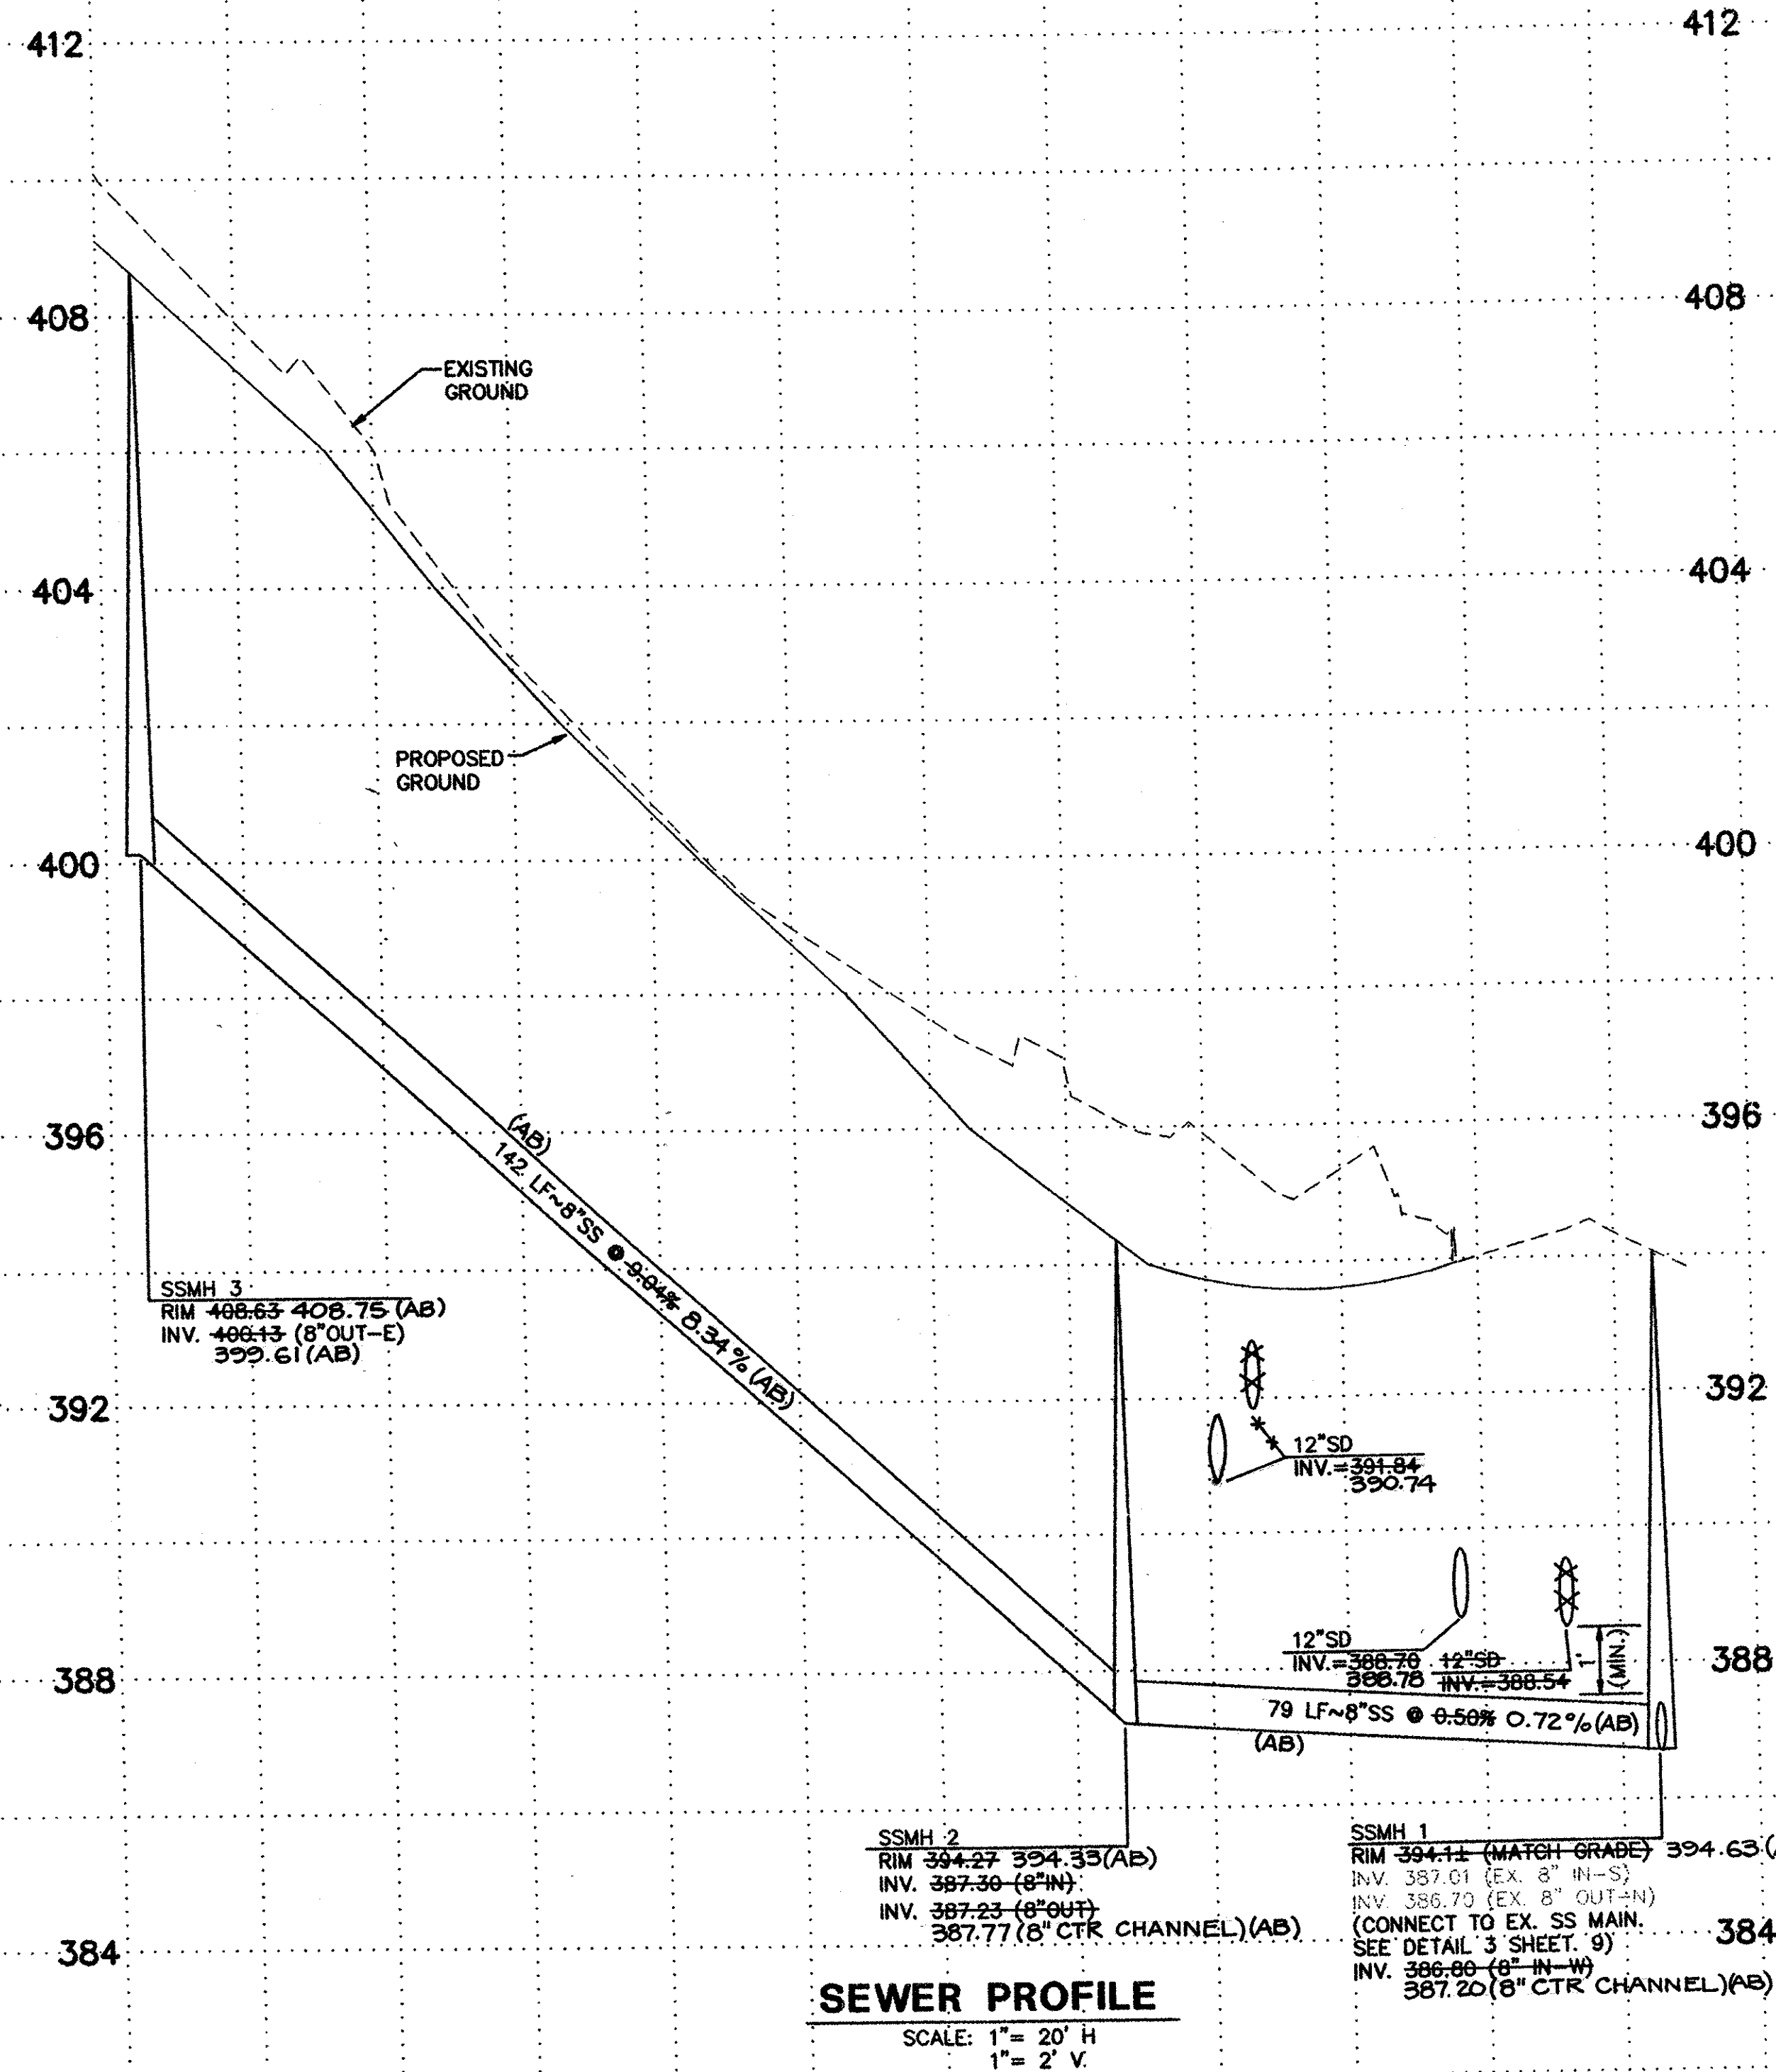 412
412
408
408
EXISTING
GROUND
404
404
PROPOSED
GROUND
400
400
396
396
(AB)
142 LF~8"SS @ 9.04% 8.34% (AB)
SSMH 3
RIM 408.63 408.75 (AB)
INV. 400.13 (8"OUT-E)
399.61 (AB)
392
392
12"SD
INV.=391.84
390.74
12"SD
INV.=388.70
388.78
12"SD
INV.=388.54
1'
(MIN.)
388
388
79 LF~8"SS @ 0.50% 0.72% (AB)
(AB)
SSMH 2
RIM 394.27 394.33 (AB)
INV. 387.30 (8"IN)
INV. 387.23 (8"OUT)
387.77 (8" CTR CHANNEL) (AB)
SSMH 1
RIM 394.1± (MATCH GRADE) 394.63
INV. 387.01 (EX. 8" IN-S)
INV. 386.70 (EX. 8" OUT-N)
(CONNECT TO EX. SS MAIN.
SEE DETAIL 3 SHEET. 9)
INV. 386.80 (8" IN-W)
387.20 (8" CTR CHANNEL) (AB)
384
384
SEWER PROFILE
SCALE: 1"= 20' H
1"= 2' V.